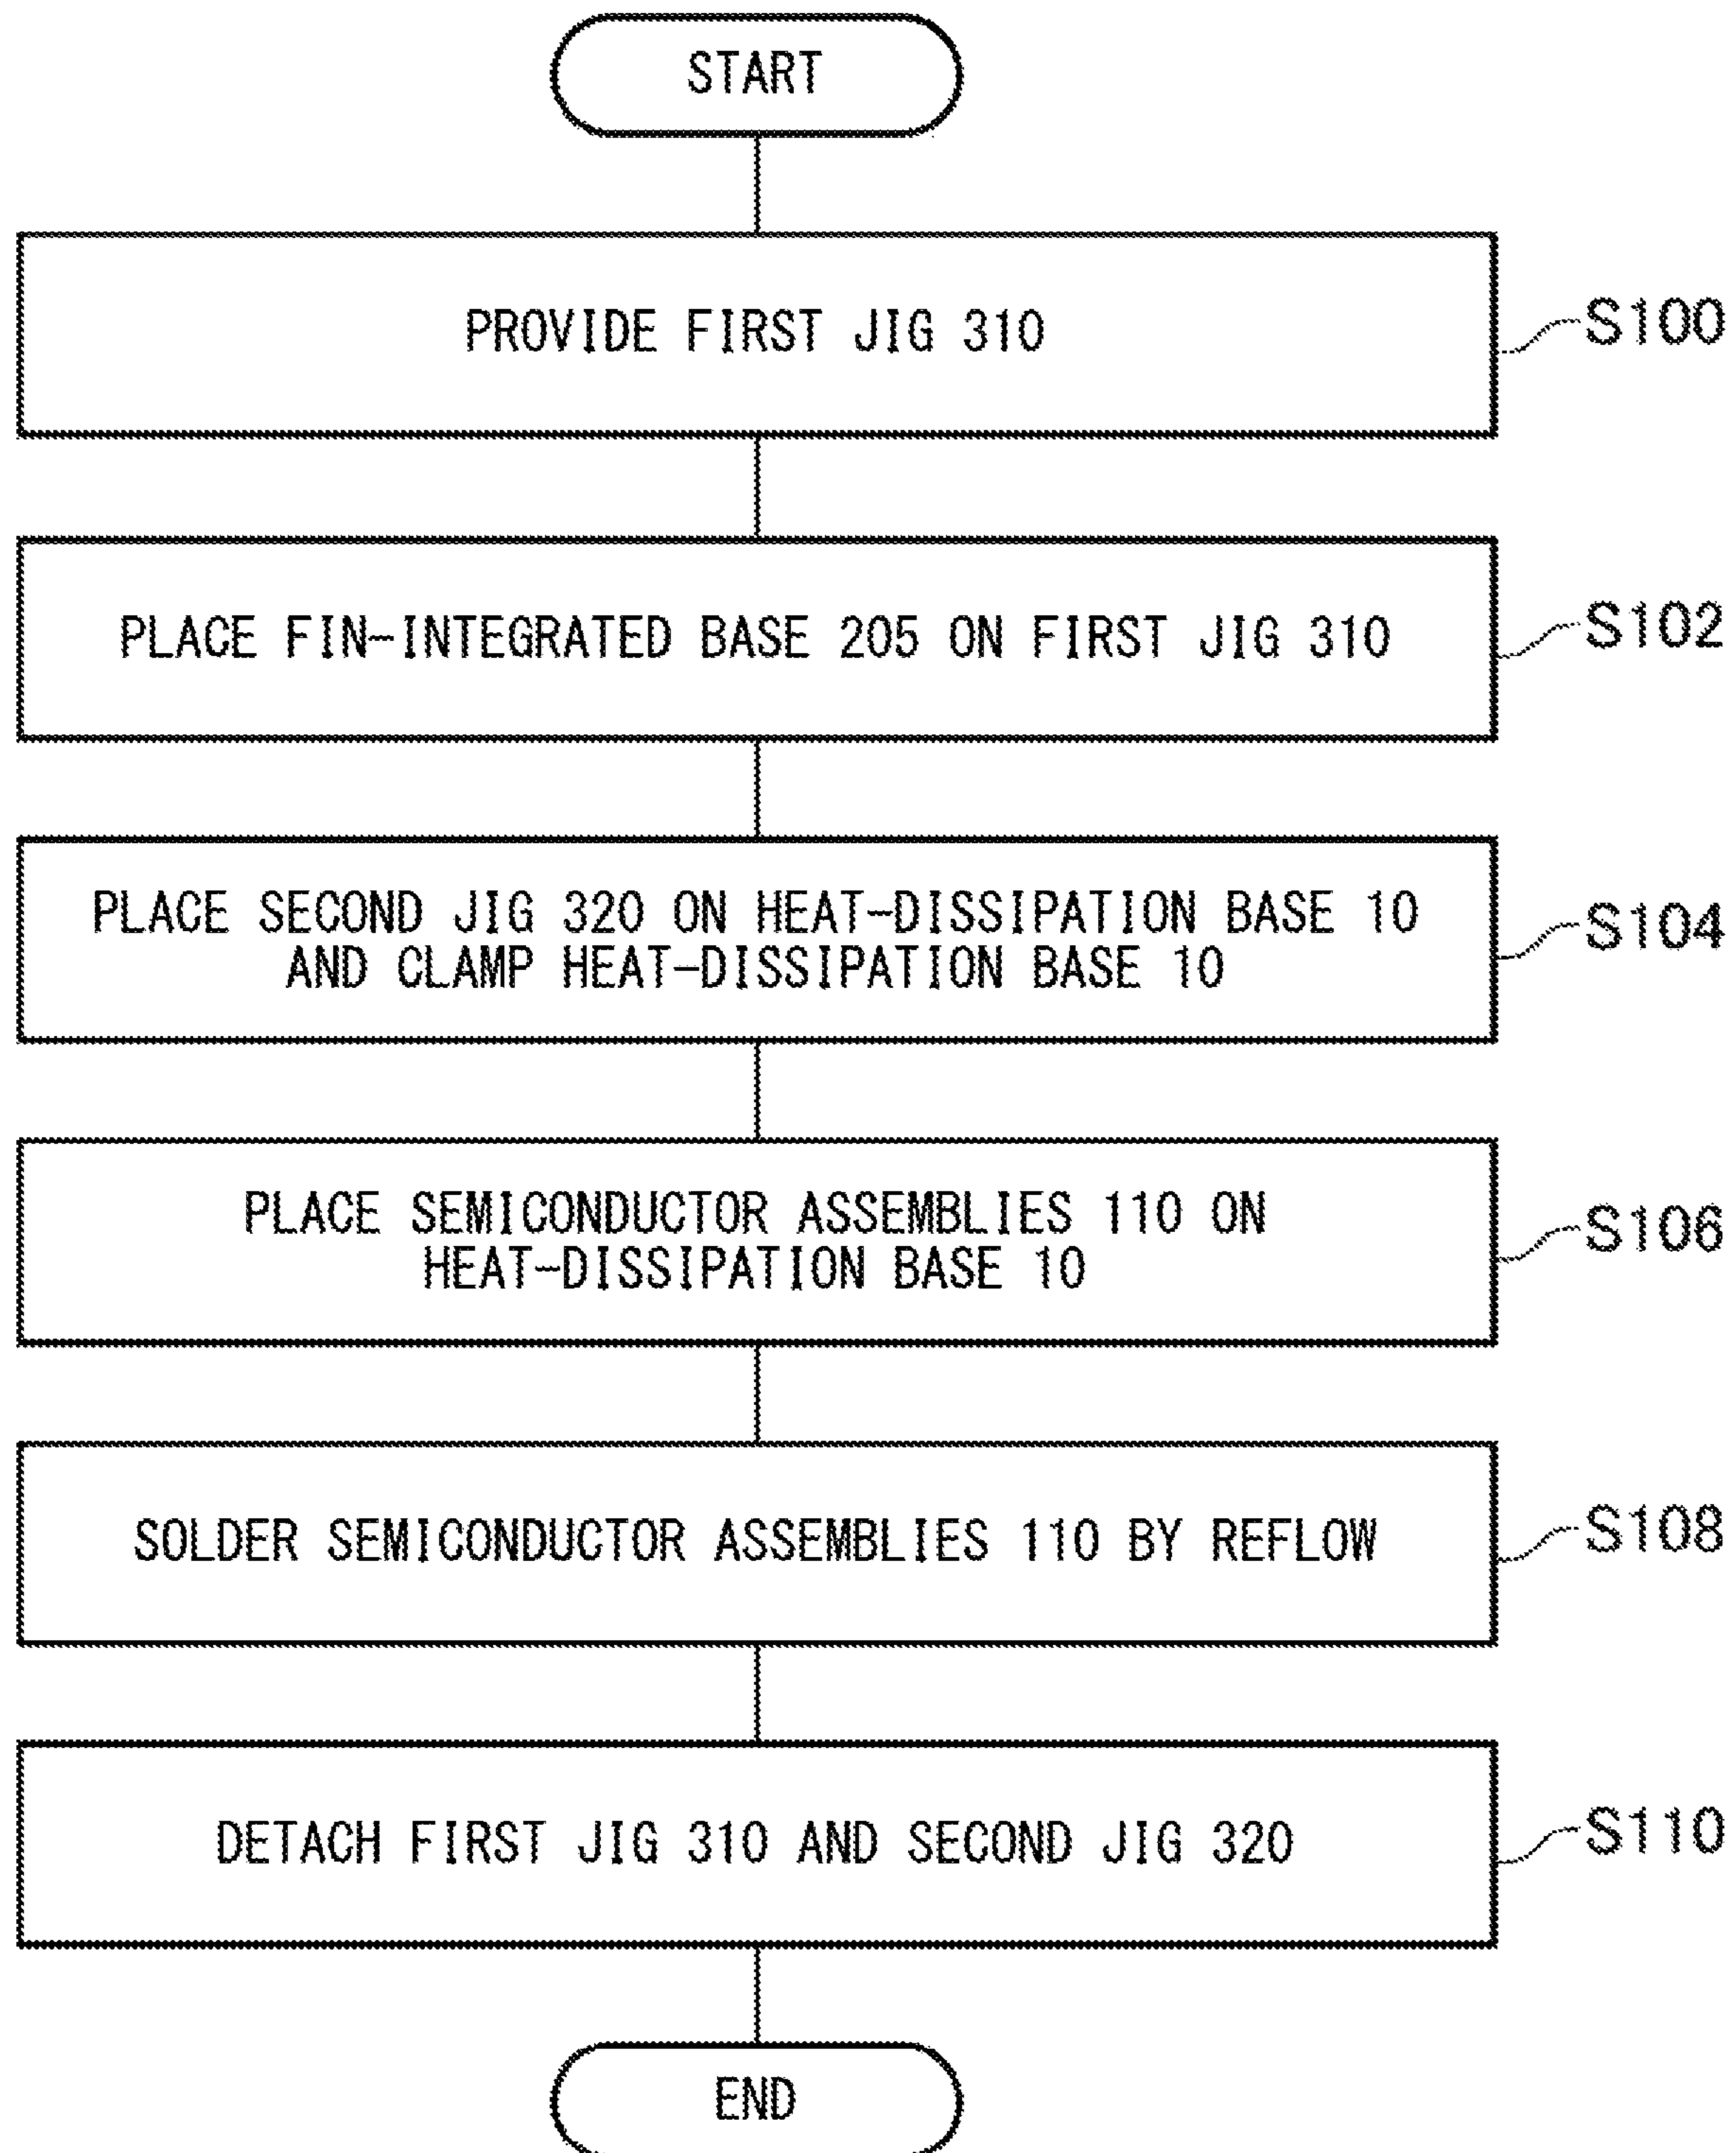 START
PROVIDE FIRST JIG 310
S100
PLACE FIN-INTEGRATED BASE 205 ON FIRST JIG 310
S102
PLACE SECOND JIG 320 ON HEAT-DISSIPATION BASE 10
AND CLAMP HEAT-DISSIPATION BASE 10
S104
PLACE SEMICONDUCTOR ASSEMBLIES 110 ON
HEAT-DISSIPATION BASE 10
S106
SOLDER SEMICONDUCTOR ASSEMBLIES 110 BY REFLOW
S108
DETACH FIRST JIG 310 AND SECOND JIG 320
S110
END